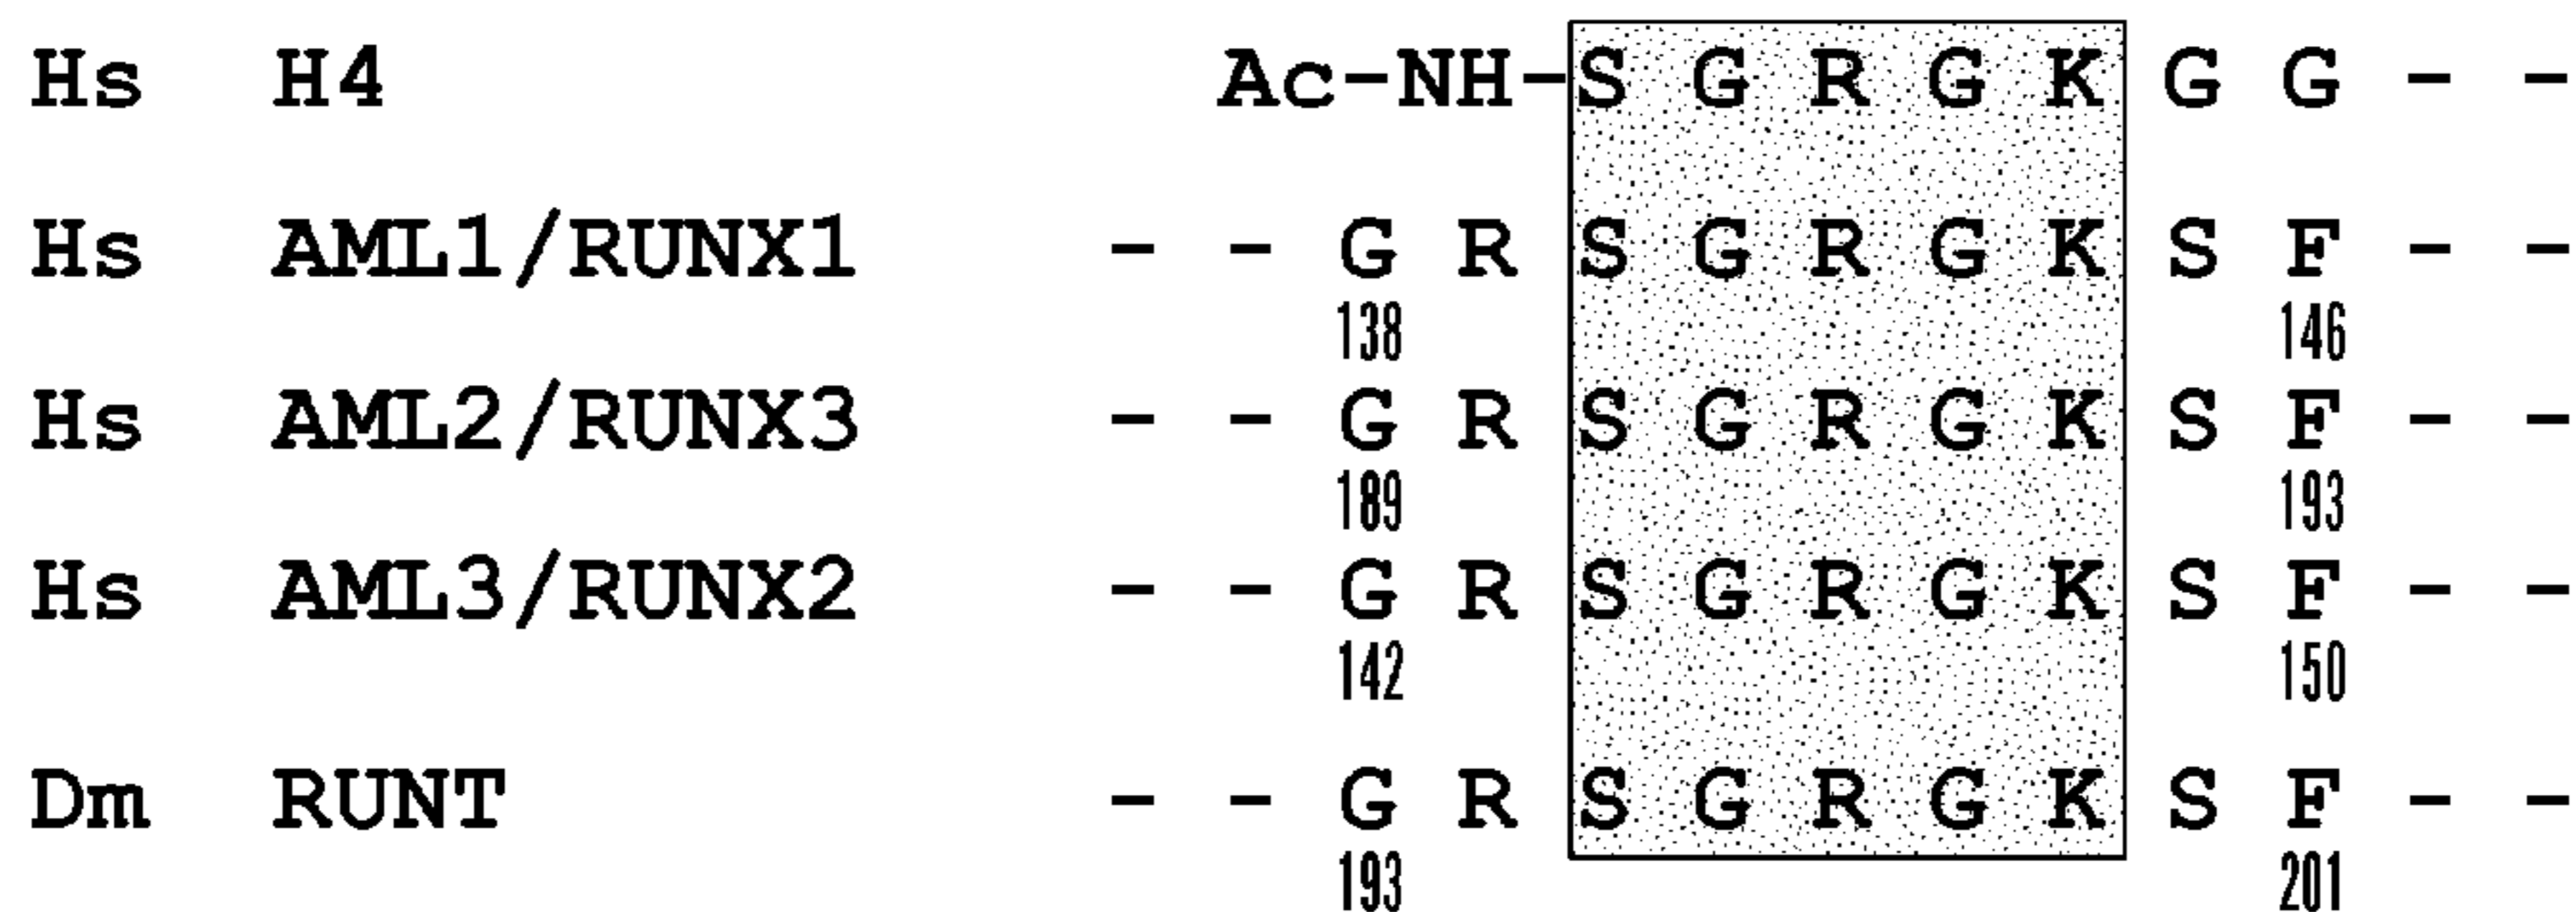 Hs H4 Ac-NH-S G R G K G G - -
Hs AML1/RUNX1 - - G R S G R G K S F - -
138 146
Hs AML2/RUNX3 - - G R S G R G K S F - -
189 193
Hs AML3/RUNX2 - - G R S G R G K S F - -
142 150
Dm RUNT - - G R S G R G K S F - -
193 201